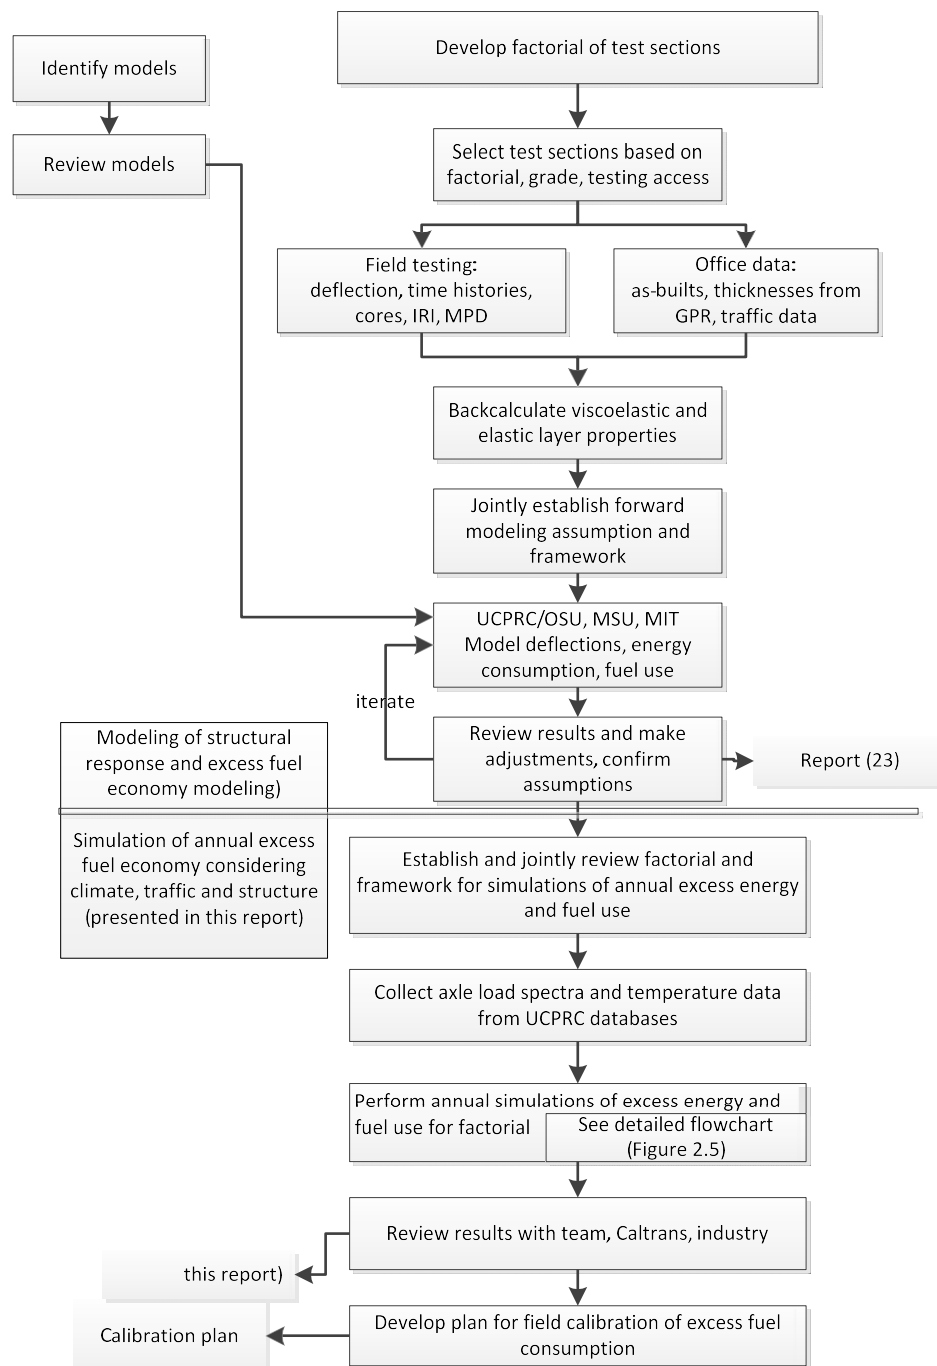 Develop factorial of test sections
Identify models
Review models
Select test sections based on
factorial, grade, testing access
Field testing:
deflection, time histories,
cores, IRI, MPD
Office data:
as-builts, thicknesses from
GPR, traffic data
Backcalculate viscoelastic and
elastic layer properties
Jointly establish forward
modeling assumption and
framework
UCPRC/OSU, MSU, MIT
Model deflections, energy
consumption, fuel use
iterate
Review results and make
adjustments, confirm
assumptions
Report (23)
Modeling of structural
response and excess fuel
economy modeling)
Simulation of annual excess
fuel economy considering
climate, traffic and structure
(presented in this report)
Establish and jointly review factorial and
framework for simulations of annual excess energy
and fuel use
Collect axle load spectra and temperature data
from UCPRC databases
Perform annual simulations of excess energy and
fuel use for factorial
See detailed flowchart
(Figure 2.5)
Review results with team, Caltrans, industry
this report)
Develop plan for field calibration of excess fuel
consumption
Calibration plan